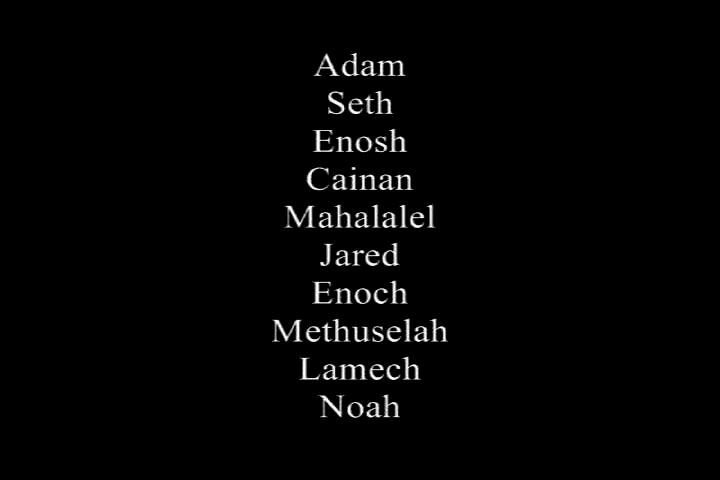 Adam
Seth
Enosh
Cainan
Mahalalel
Jared
Enoch
Methuselah
Lamech
Noah